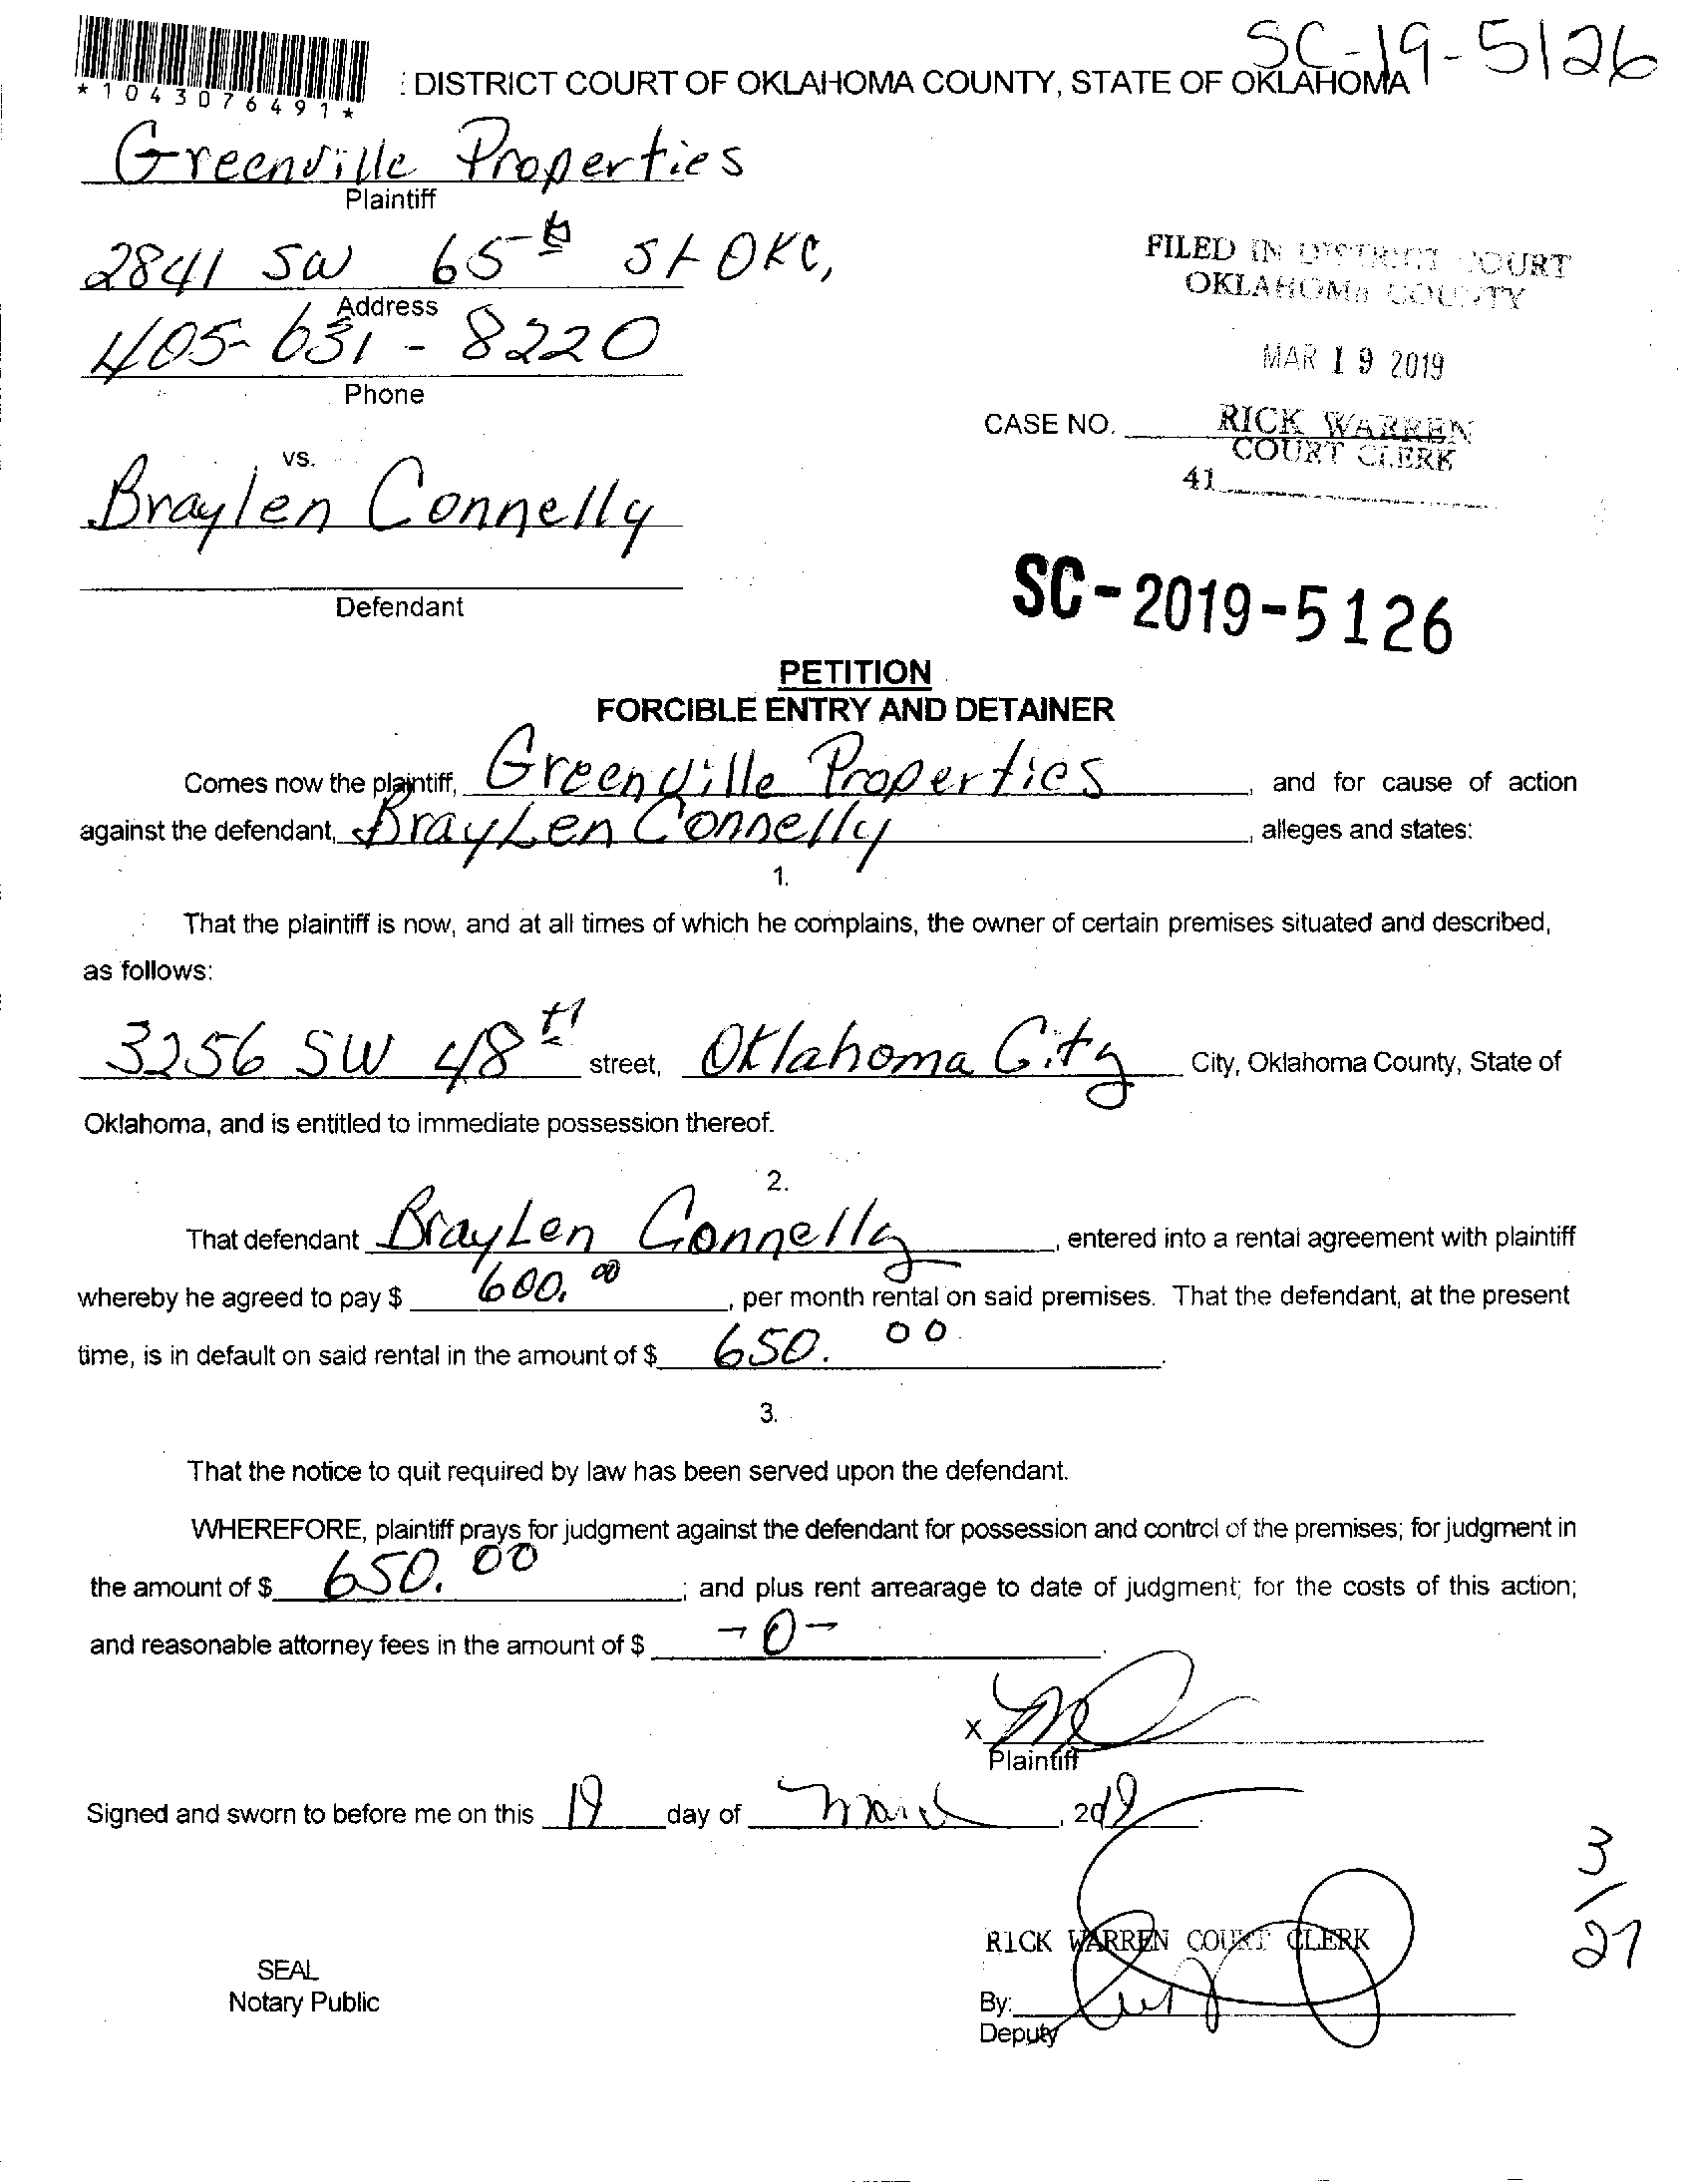 SC-19-5126
*1043076491*
: DISTRICT COURT OF OKLAHOMA COUNTY, STATE OF OKLAHOMA
Greenville Properties
Plaintiff
2841 SW 65th St OKC,
Address
405-631-8220
Phone
FILED IN DISTRICT COURT
OKLAHOMA COUNTY
MAR 19 2019
CASE NO.
RICK WARREN
COURT CLERK
41
vs.
Braylen Connelly
Defendant
SC-2019-5126
PETITION
FORCIBLE ENTRY AND DETAINER
Comes now the plaintiff, Greenville Properties, and for cause of action
against the defendant, BrayLen Connelly, alleges and states:
1.
That the plaintiff is now, and at all times of which he complains, the owner of certain premises situated and described,
as follows:
3256 SW 48th street, Oklahoma City City, Oklahoma County, State of
Oklahoma, and is entitled to immediate possession thereof.
2.
That defendant BrayLen Connelly, entered into a rental agreement with plaintiff
whereby he agreed to pay $ 600.00, per month rental on said premises. That the defendant, at the present
time, is in default on said rental in the amount of $ 650.00.
3.
That the notice to quit required by law has been served upon the defendant.
WHEREFORE, plaintiff prays for judgment against the defendant for possession and control of the premises; for judgment in
the amount of $ 650.00; and plus rent arrearage to date of judgment; for the costs of this action;
and reasonable attorney fees in the amount of $ -0-.
X
Plaintiff
Signed and sworn to before me on this 19 day of March, 2019.
3/27
RICK WARREN COURT CLERK
SEAL
Notary Public
By:
Deputy